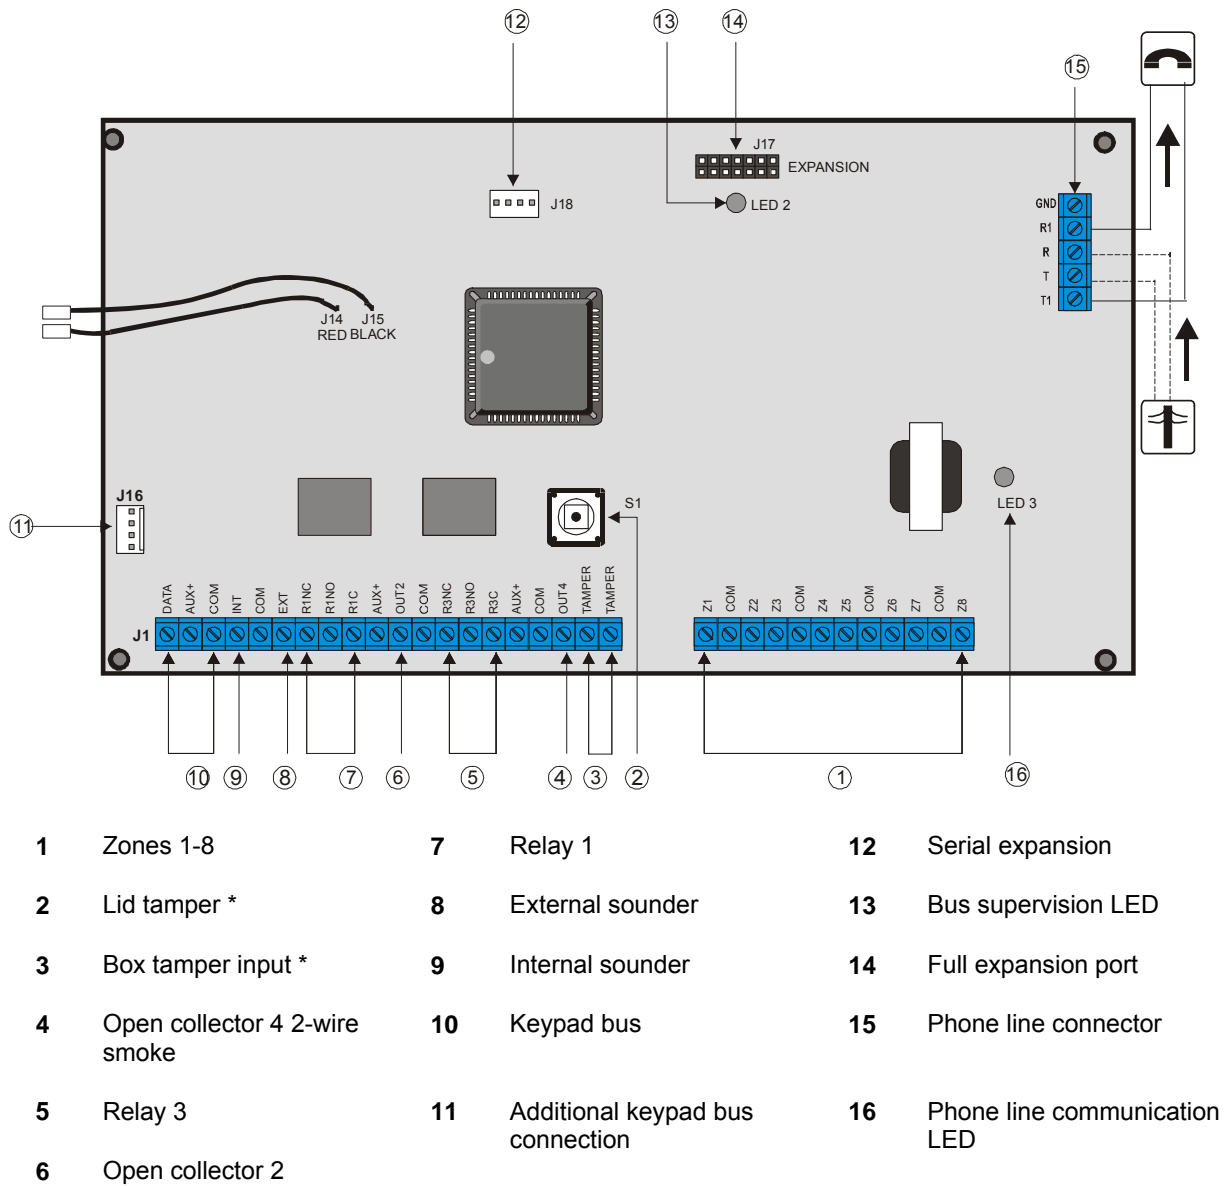 12
13
14
15
J17
EXPANSION
J18
LED 2
GND
R1
R
T
T1
J14 J15
RED BLACK
J16
11
S1
LED 3
DATA AUX+ COM INT COM EXT R1NC R1NO R1C AUX+ OUT2 COM R3NC R3NO R3C AUX+ COM OUT4 TAMPER TAMPER
Z1 COM Z2 Z3 COM Z4 Z5 COM Z6 Z7 COM Z8
J1
10 9 8 7 6 5 4 3 2 1 16
1 Zones 1-8 7 Relay 1 12 Serial expansion
2 Lid tamper * 8 External sounder 13 Bus supervision LED
3 Box tamper input * 9 Internal sounder 14 Full expansion port
4 Open collector 4 2-wire 10 Keypad bus 15 Phone line connector
smoke
5 Relay 3 11 Additional keypad bus 16 Phone line communication
connection LED
6 Open collector 2